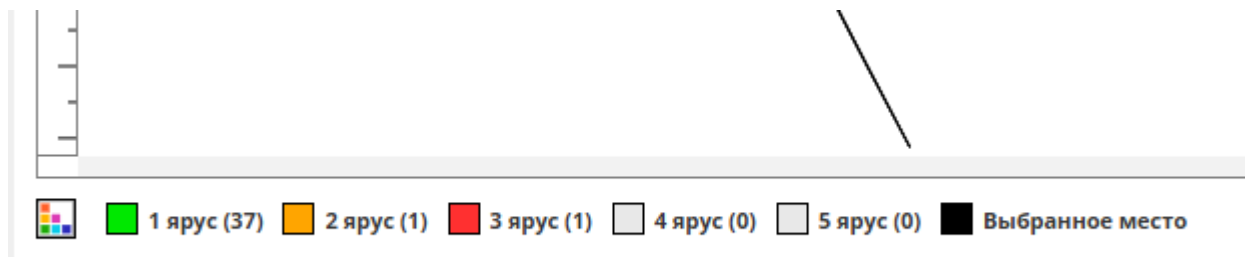 1 ярус (37) 2 ярус (1) 3 ярус (1) 4 ярус (0) 5 ярус (0) Выбранное место